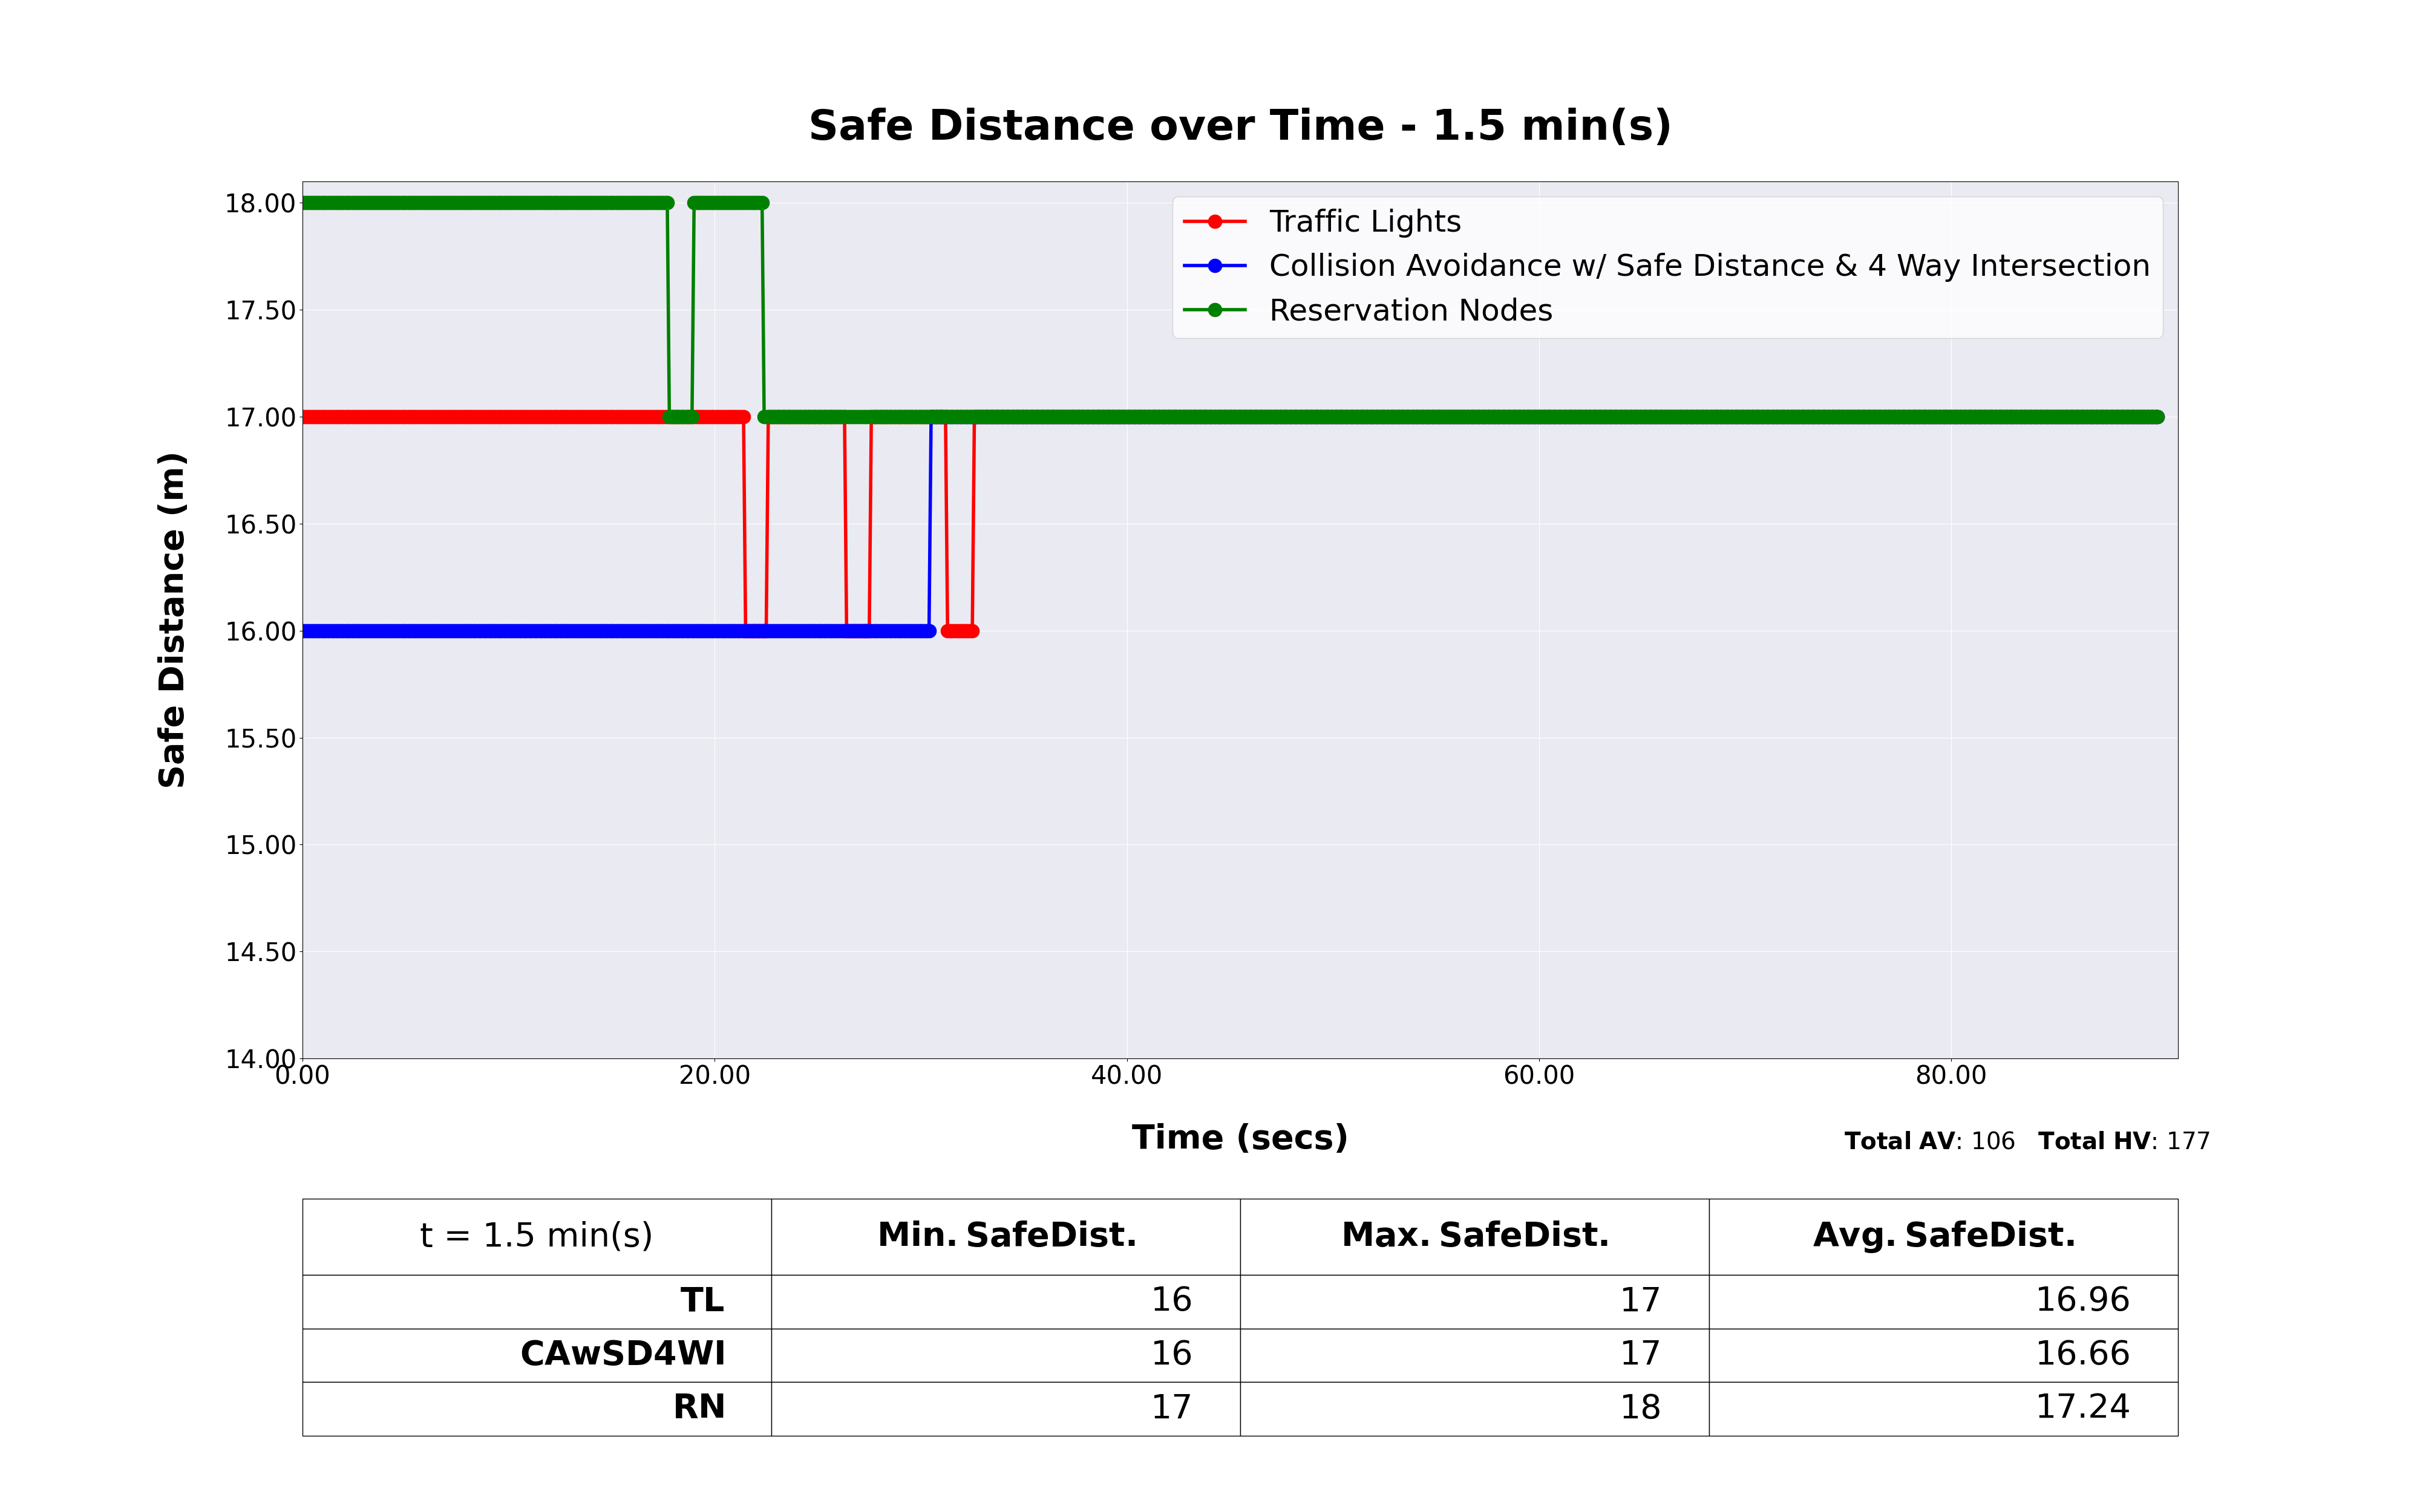 Safe Distance over Time - 1.5 min(s)
Traffic Lights
Collision Avoidance w/ Safe Distance & 4 Way Intersection
Reservation Nodes
Safe Distance (m)
18.00
17.50
17.00
16.50
16.00
15.50
15.00
14.50
14.00
0.00 20.00 40.00 60.00 80.00
Time (secs)
Total AV: 106 Total HV: 177
t = 1.5 min(s) Min. SafeDist. Max. SafeDist. Avg. SafeDist.
TL 16 17 16.96
CAwSD4WI 16 17 16.66
RN 17 18 17.24